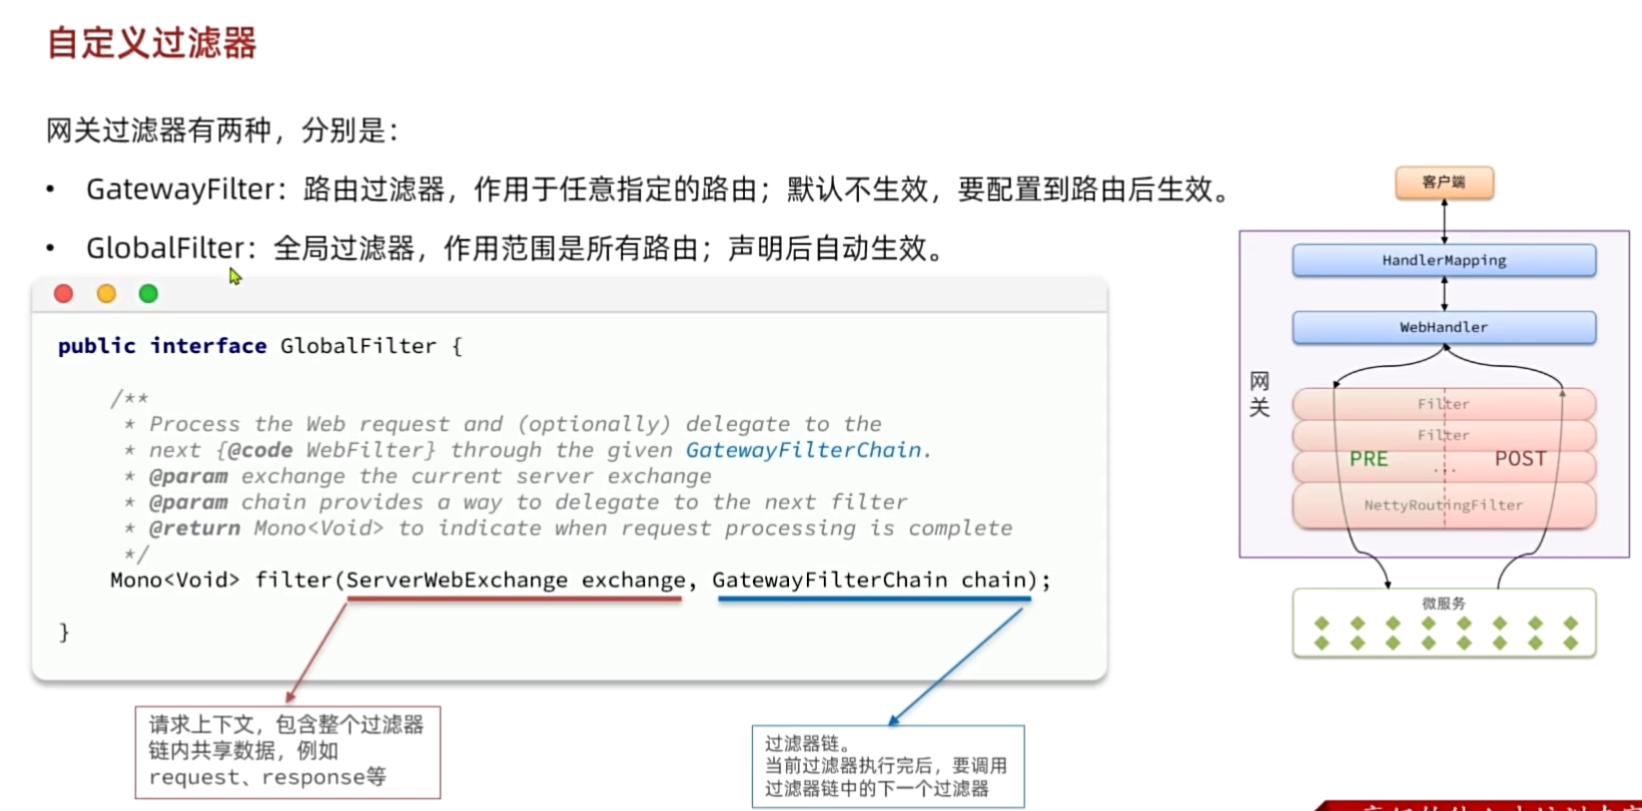 自定义过滤器
网关过滤器有两种，分别是：
• GatewayFilter：路由过滤器，作用于任意指定的路由；默认不生效，要配置到路由后生效。
• GlobalFilter：全局过滤器，作用范围是所有路由；声明后自动生效。
public interface GlobalFilter {
/**
* Process the Web request and (optionally) delegate to the
* next {@code WebFilter} through the given GatewayFilterChain.
* @param exchange the current server exchange
* @param chain provides a way to delegate to the next filter
* @return Mono<Void> to indicate when request processing is complete
*/
Mono<Void> filter(ServerWebExchange exchange, GatewayFilterChain chain);
}
请求上下文，包含整个过滤器
链内共享数据，例如
request、response等
过滤器链。
当前过滤器执行完后，要调用
过滤器链中的下一个过滤器
客户端
HandlerMapping
WebHandler
网
关
Filter
Filter
PRE
...
POST
NettyRoutingFilter
微服务